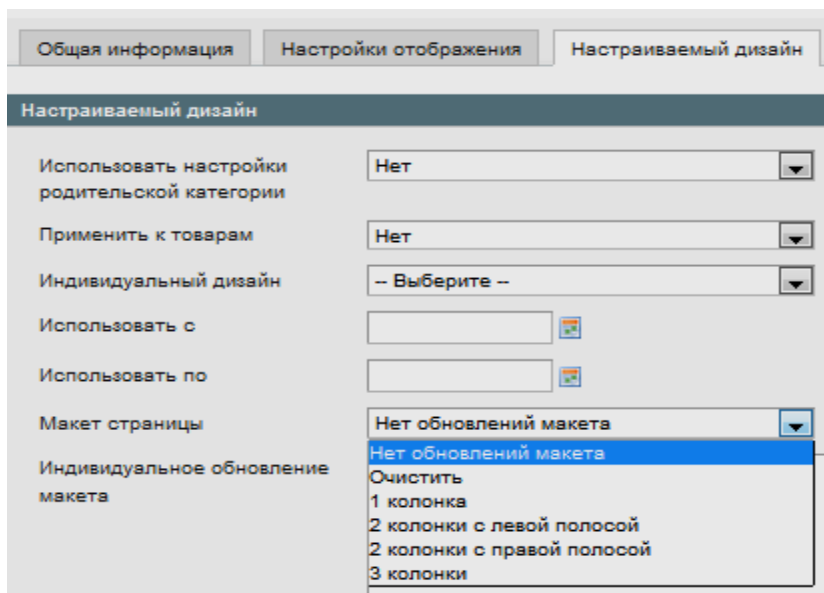 Общая информация
Настройки отображения
Настраиваемый дизайн
Настраиваемый дизайн
Использовать настройки
родительской категории
Нет
Применить к товарам
Нет
Индивидуальный дизайн
-- Выберите --
Использовать с
Использовать по
Макет страницы
Нет обновлений макета
Индивидуальное обновление
макета
Нет обновлений макета
Очистить
1 колонка
2 колонки с левой полосой
2 колонки с правой полосой
3 колонки